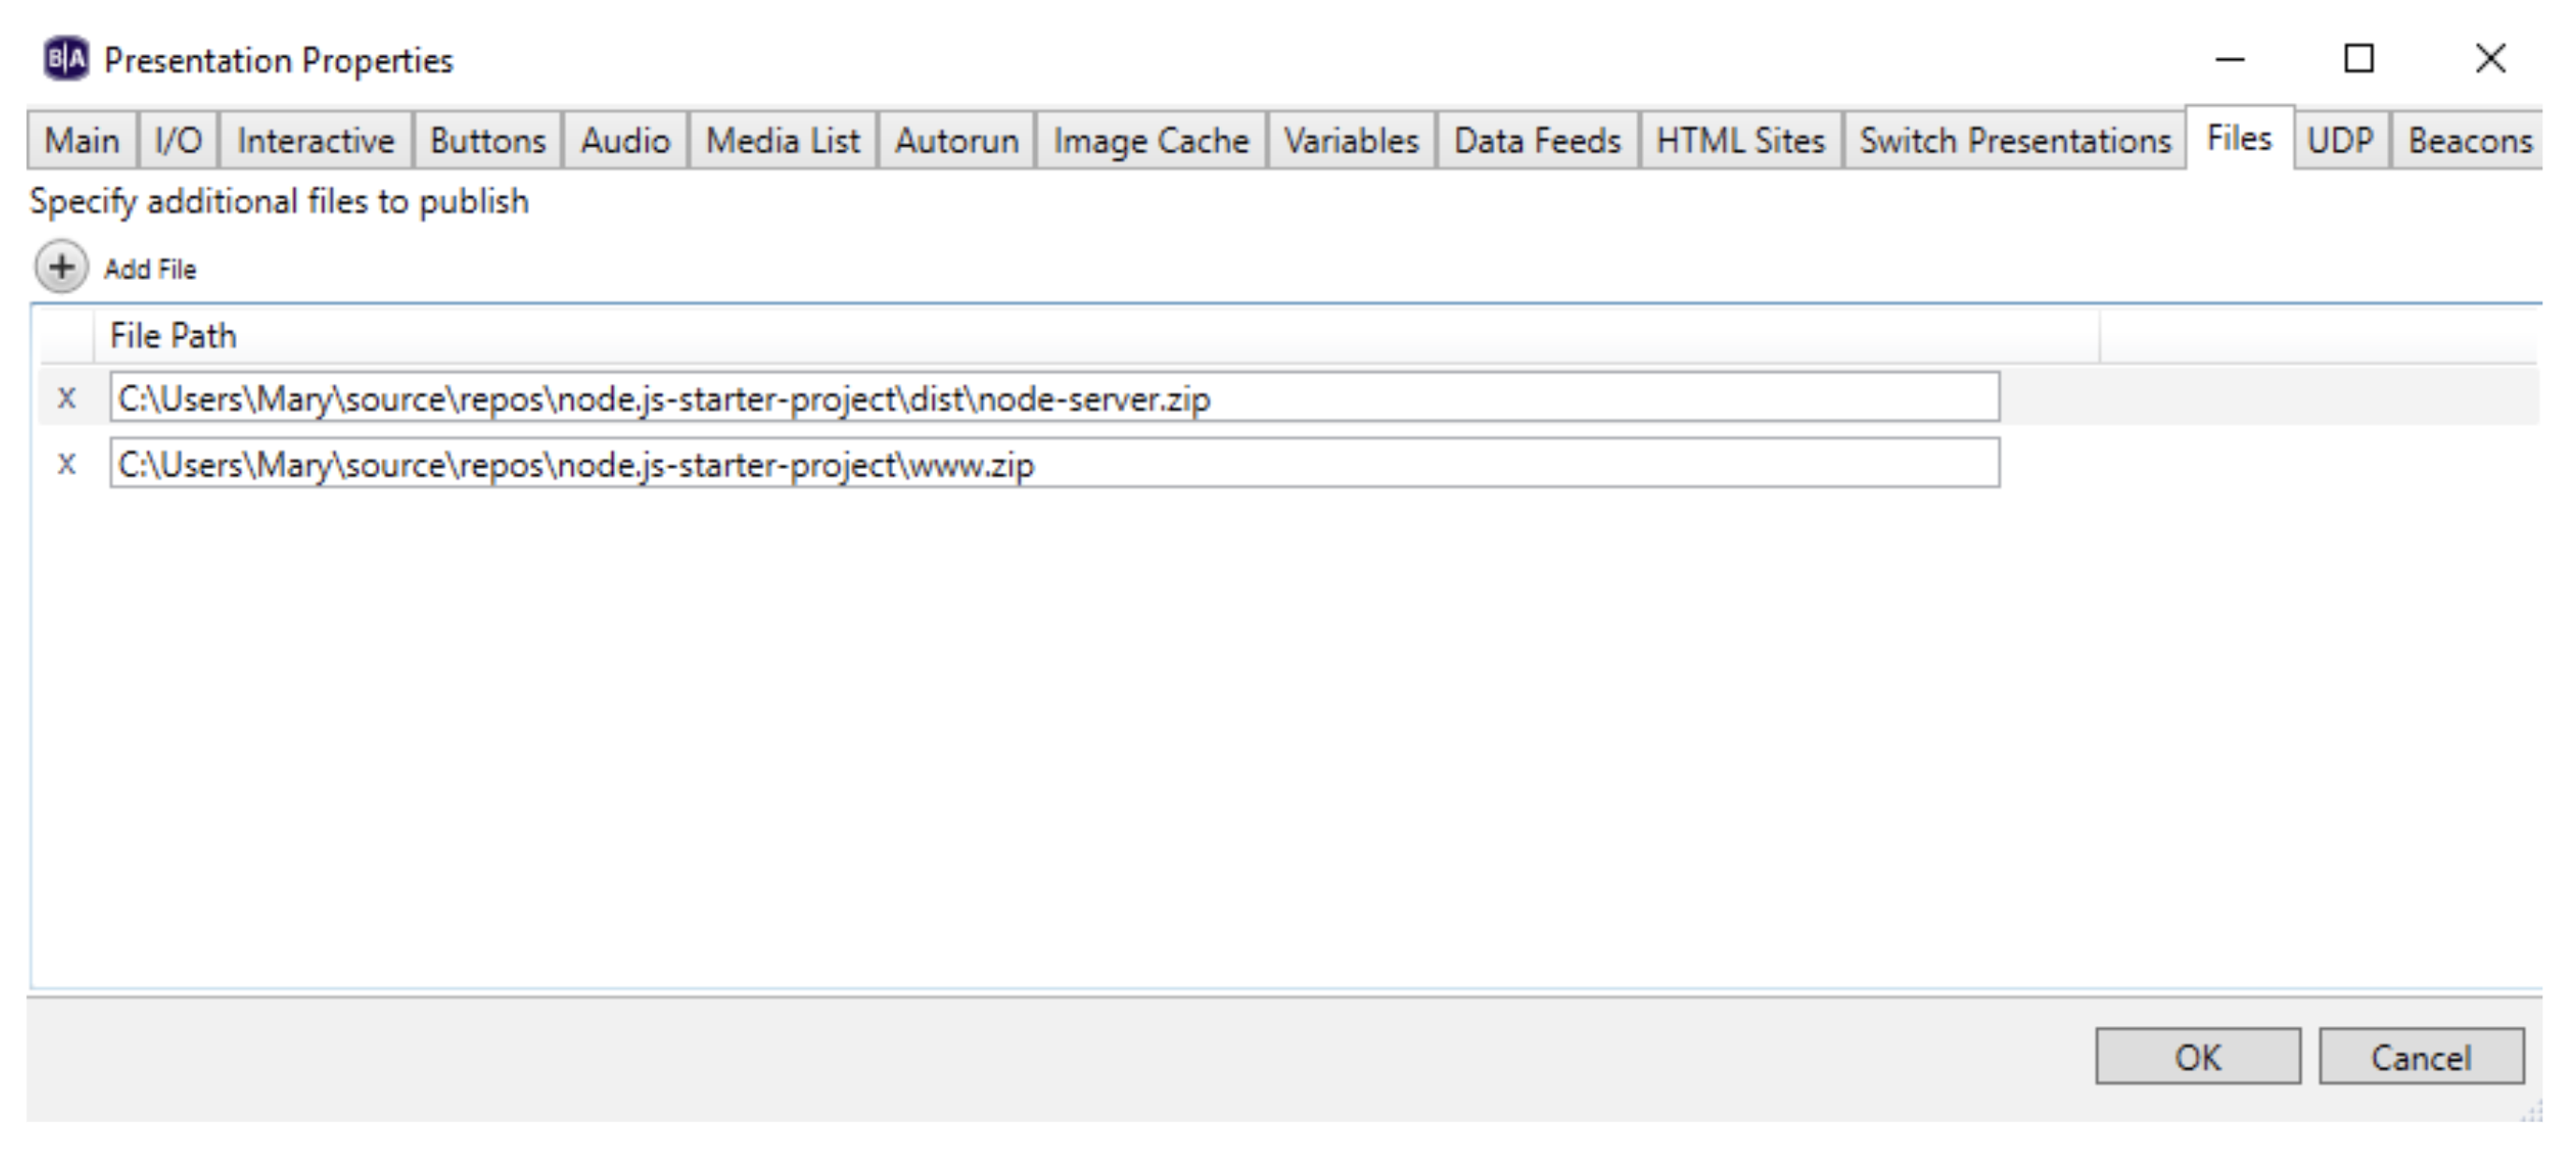 B|A Presentation Properties
Main I/O Interactive Buttons Audio Media List Autorun Image Cache Variables Data Feeds HTML Sites Switch Presentations Files UDP Beacons
Specify additional files to publish
+ Add File
File Path
x C:\Users\Mary\source\repos\node.js-starter-project\dist\node-server.zip
x C:\Users\Mary\source\repos\node.js-starter-project\www.zip
OK Cancel